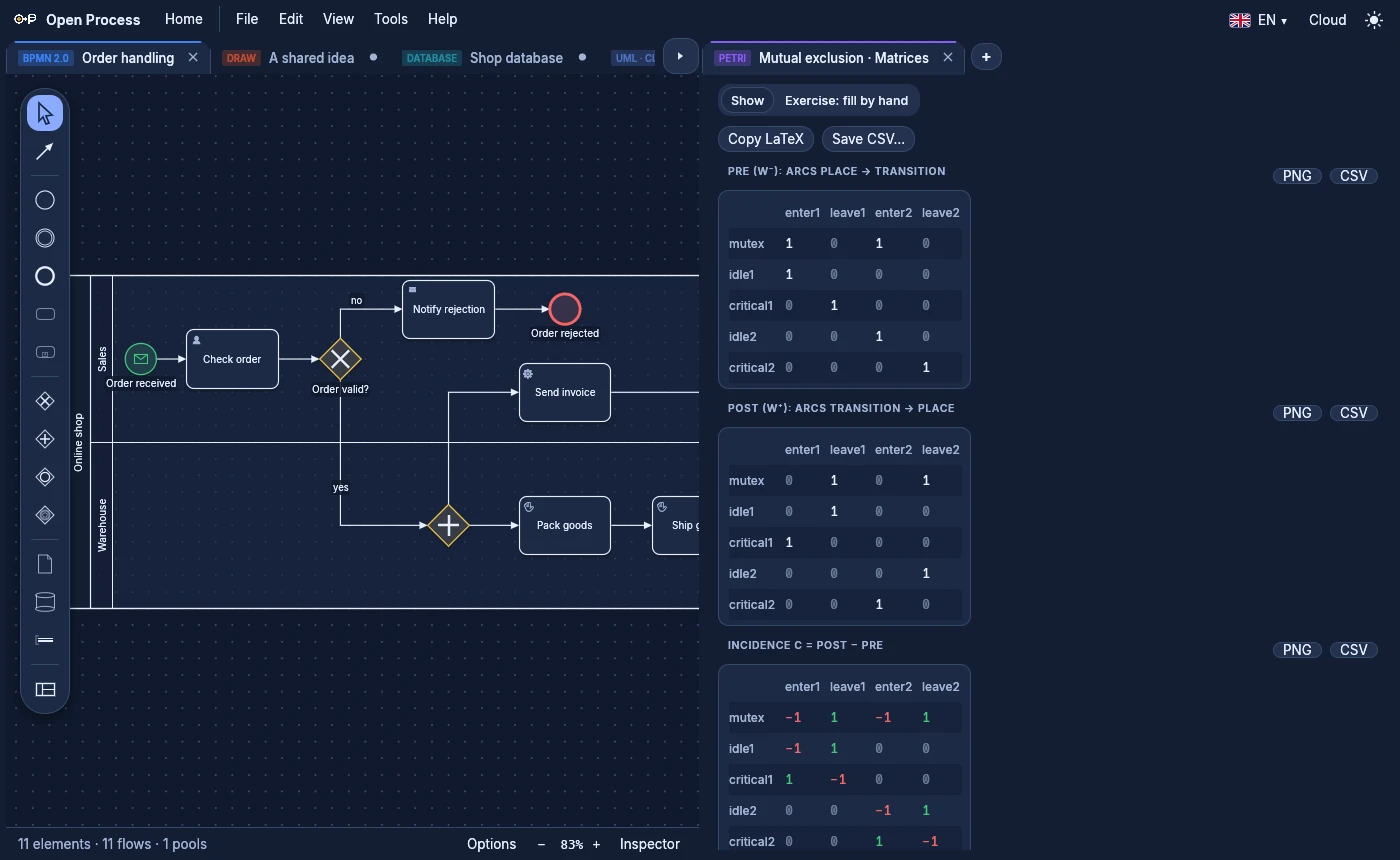 Open Process Home File Edit View Tools Help EN ▾ Cloud
BPMN 2.0 Order handling × DRAW A shared idea DATABASE Shop database UML · CL
PETRI Mutual exclusion · Matrices × +
Sales
Online shop
Warehouse
Order received
Check order
Order valid?
no
yes
Notify rejection
Order rejected
Send invoice
Pack goods
Ship g
11 elements · 11 flows · 1 pools Options − 83% + Inspector
Show Exercise: fill by hand
Copy LaTeX Save CSV...
PRE (W⁻): ARCS PLACE → TRANSITION PNG CSV
enter1 leave1 enter2 leave2
mutex 1 0 1 0
idle1 1 0 0 0
critical1 0 1 0 0
idle2 0 0 1 0
critical2 0 0 0 1
POST (W⁺): ARCS TRANSITION → PLACE PNG CSV
enter1 leave1 enter2 leave2
mutex 0 1 0 1
idle1 0 1 0 0
critical1 1 0 0 0
idle2 0 0 0 1
critical2 0 0 1 0
INCIDENCE C = POST − PRE PNG CSV
enter1 leave1 enter2 leave2
mutex −1 1 −1 1
idle1 −1 1 0 0
critical1 1 −1 0 0
idle2 0 0 −1 1
critical2 0 0 1 −1